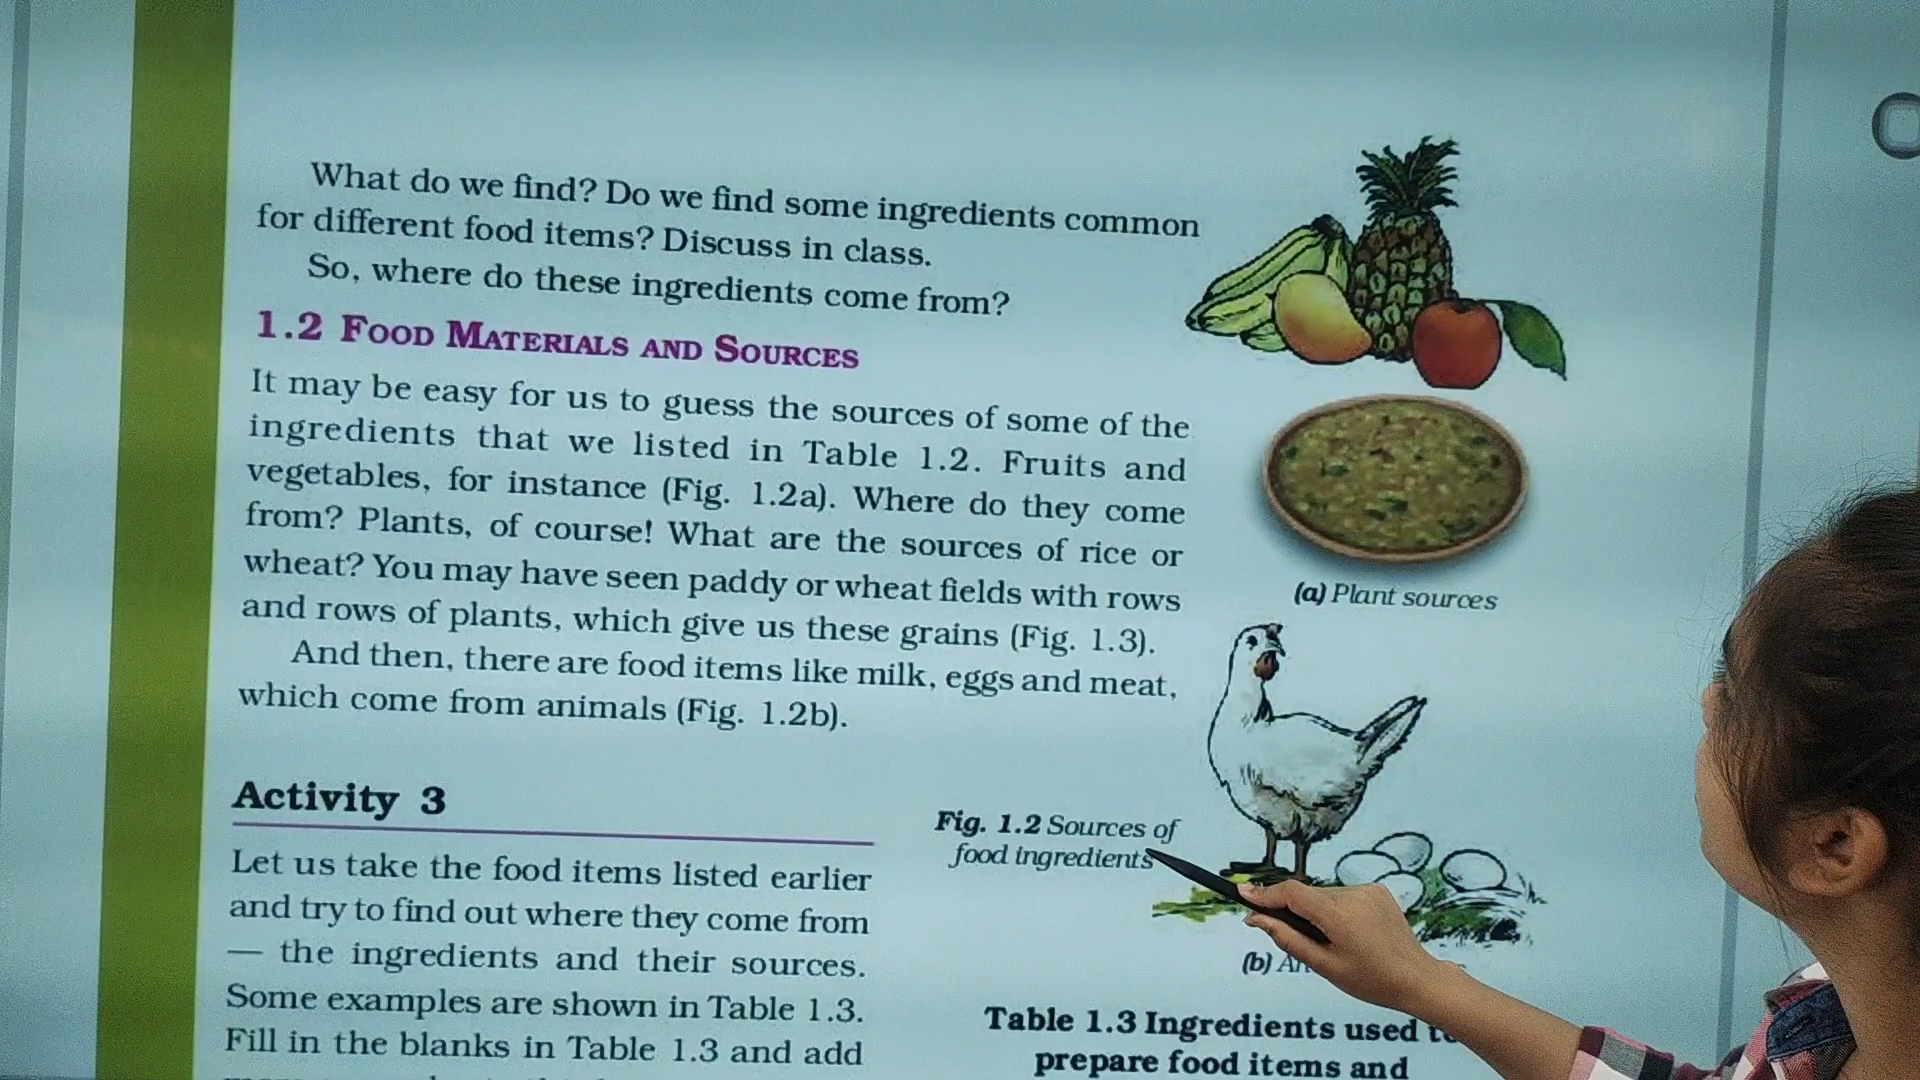 What do we find? Do we find some ingredients common
for different food items? Discuss in class.
So, where do these ingredients come from?
1.2 FOOD MATERIALS AND SOURCES
It may be easy for us to guess the sources of some of the
ingredients that we listed in Table 1.2. Fruits and
vegetables, for instance (Fig. 1.2a). Where do they come
from? Plants, of course! What are the sources of rice or
wheat? You may have seen paddy or wheat fields with rows
and rows of plants, which give us these grains (Fig. 1.3).
And then, there are food items like milk, eggs and meat,
which come from animals (Fig. 1.2b).
(a) Plant sources
Activity 3
Let us take the food items listed earlier
and try to find out where they come from
— the ingredients and their sources.
Some examples are shown in Table 1.3.
Fill in the blanks in Table 1.3 and add
Fig. 1.2 Sources of
food ingredients
(b)
Table 1.3 Ingredients used
prepare food items and